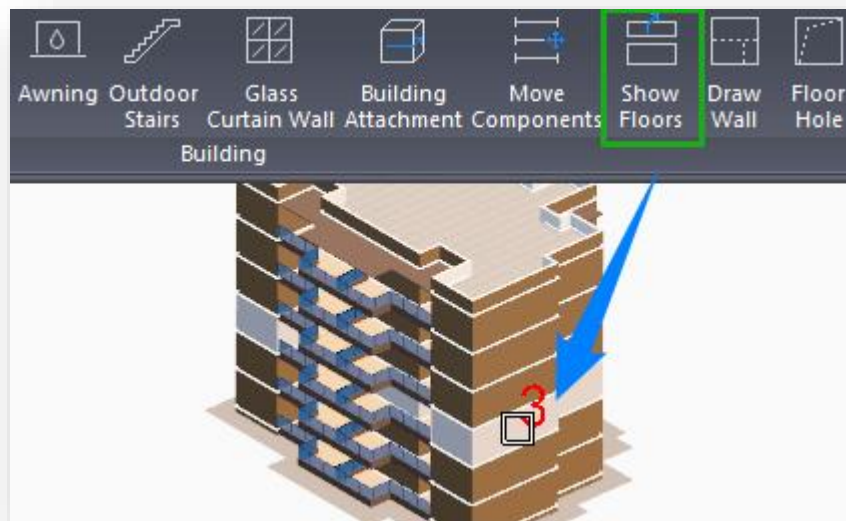 Awning Outdoor Glass Building Move Show Draw Floor
Stairs Curtain Wall Attachment Components Floors Wall Hole
Building
3